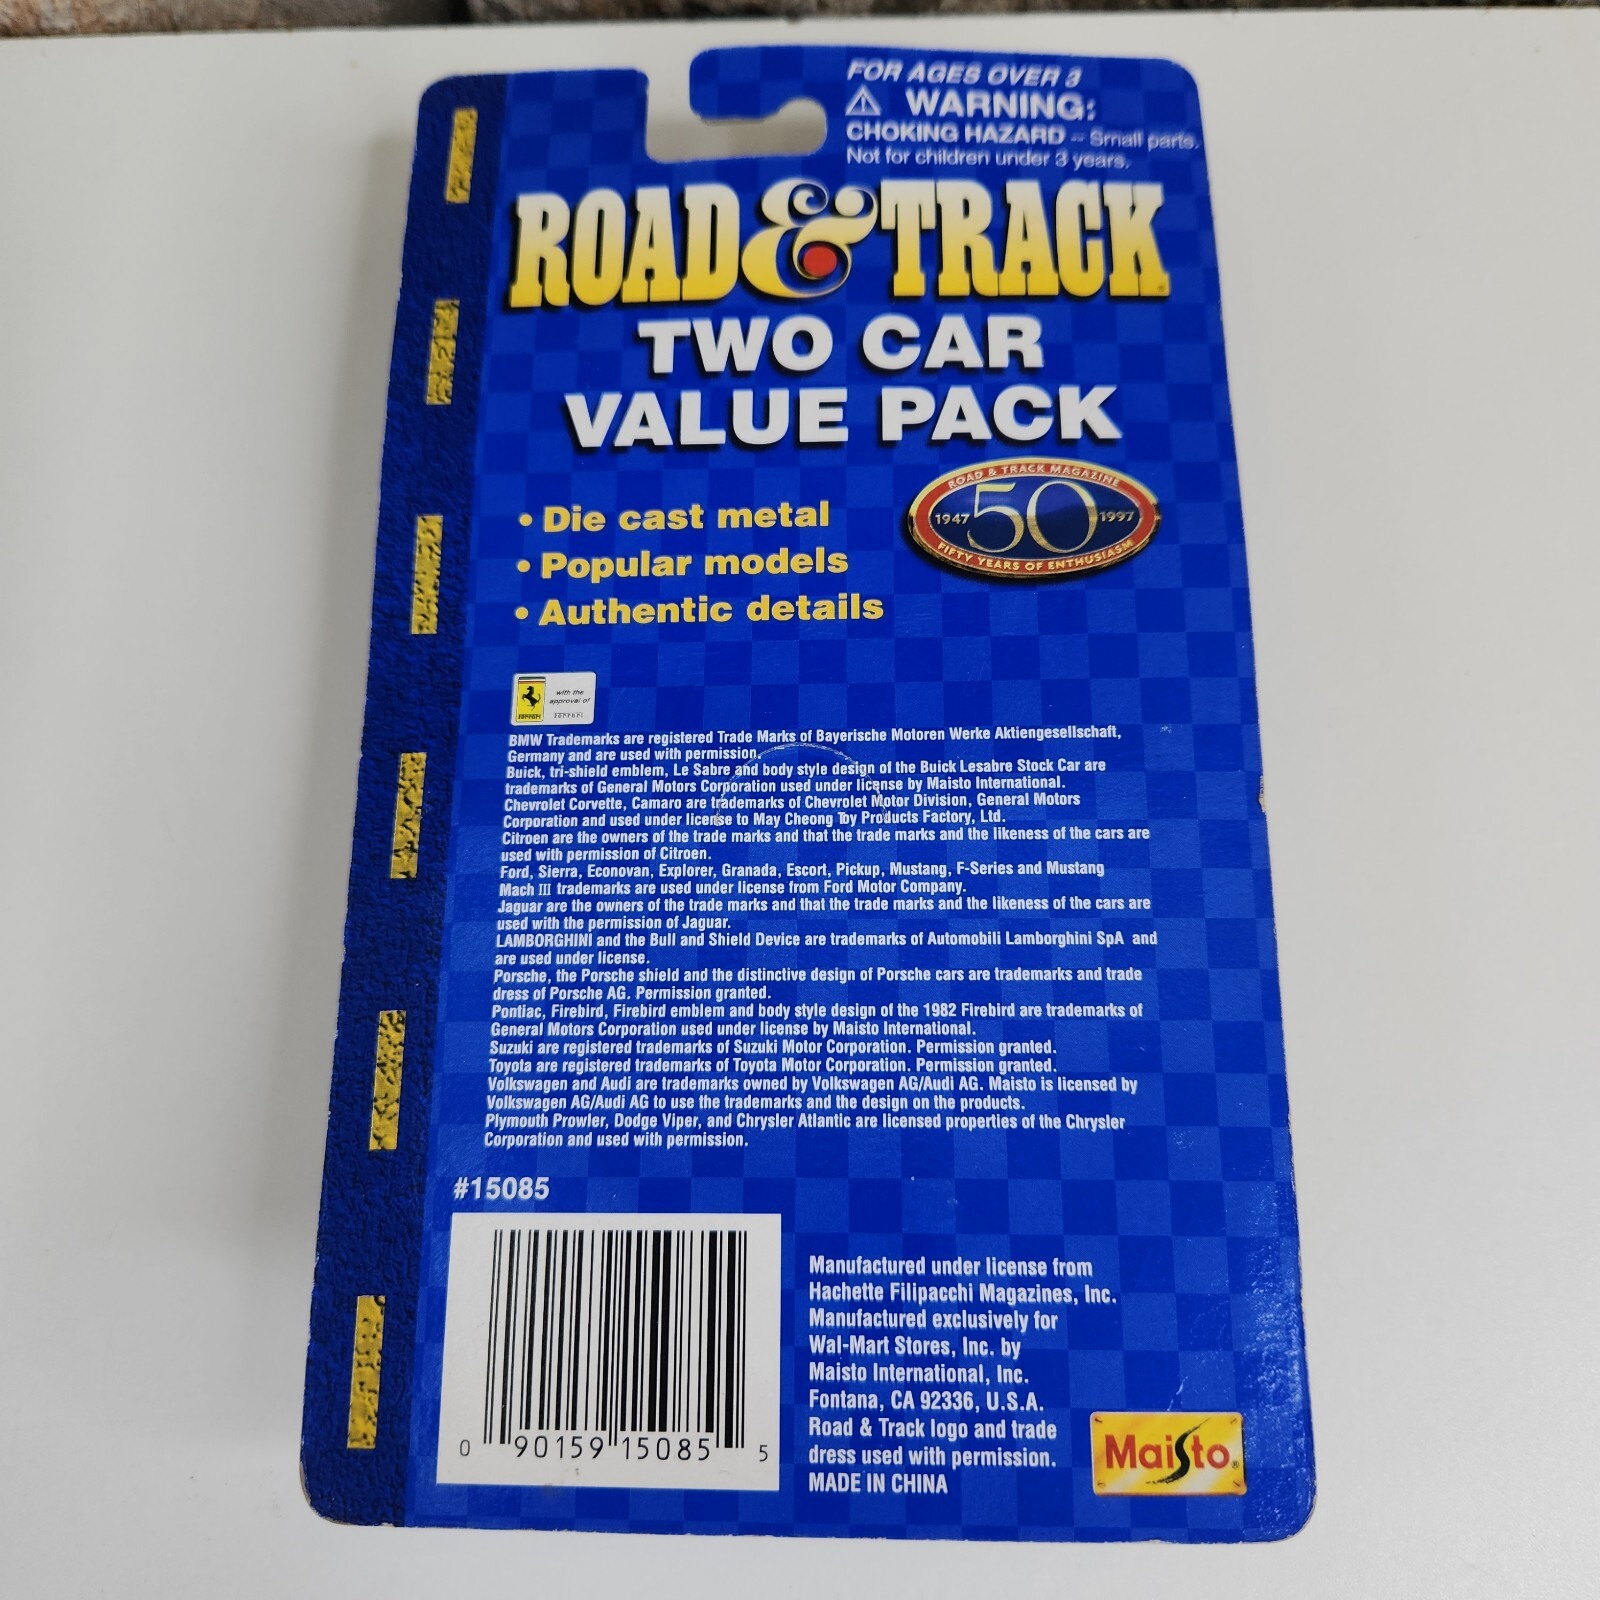 FOR AGES OVER 3
WARNING:
CHOKING HAZARD -- Small parts.
Not for children under 3 years.
ROAD & TRACK
TWO CAR
VALUE PACK
ROAD & TRACK MAGAZINE
1947 50 1997
FIFTY YEARS OF ENTHUSIASM
• Die cast metal
• Popular models
• Authentic details
with the
approval of
Ferrari
Ferrari
BMW Trademarks are registered Trade Marks of Bayerische Motoren Werke Aktiengesellschaft,
Germany and are used with permission.
Buick, tri-shield emblem, Le Sabre and body style design of the Buick Lesabre Stock Car are
trademarks of General Motors Corporation used under license by Maisto International.
Chevrolet Corvette, Camaro are trademarks of Chevrolet Motor Division, General Motors
Corporation and used under license to May Cheong Toy Products Factory, Ltd.
Citroen are the owners of the trade marks and that the trade marks and the likeness of the cars are
used with permission of Citroen.
Ford, Sierra, Econovan, Explorer, Granada, Escort, Pickup, Mustang, F-Series and Mustang
Mach III trademarks are used under license from Ford Motor Company.
Jaguar are the owners of the trade marks and that the trade marks and the likeness of the cars are
used with the permission of Jaguar.
LAMBORGHINI and the Bull and Shield Device are trademarks of Automobili Lamborghini SpA and
are used under license.
Porsche, the Porsche shield and the distinctive design of Porsche cars are trademarks and trade
dress of Porsche AG. Permission granted.
Pontiac, Firebird, Firebird emblem and body style design of the 1982 Firebird are trademarks of
General Motors Corporation used under license by Maisto International.
Suzuki are registered trademarks of Suzuki Motor Corporation. Permission granted.
Toyota are registered trademarks of Toyota Motor Corporation. Permission granted.
Volkswagen and Audi are trademarks owned by Volkswagen AG/Audi AG. Maisto is licensed by
Volkswagen AG/Audi AG to use the trademarks and the design on the products.
Plymouth Prowler, Dodge Viper, and Chrysler Atlantic are licensed properties of the Chrysler
Corporation and used with permission.
#15085
0 90159 15085 5
Manufactured under license from
Hachette Filipacchi Magazines, Inc.
Manufactured exclusively for
Wal-Mart Stores, Inc. by
Maisto International, Inc.
Fontana, CA 92336, U.S.A.
Road & Track logo and trade
dress used with permission.
MADE IN CHINA
Maisto®